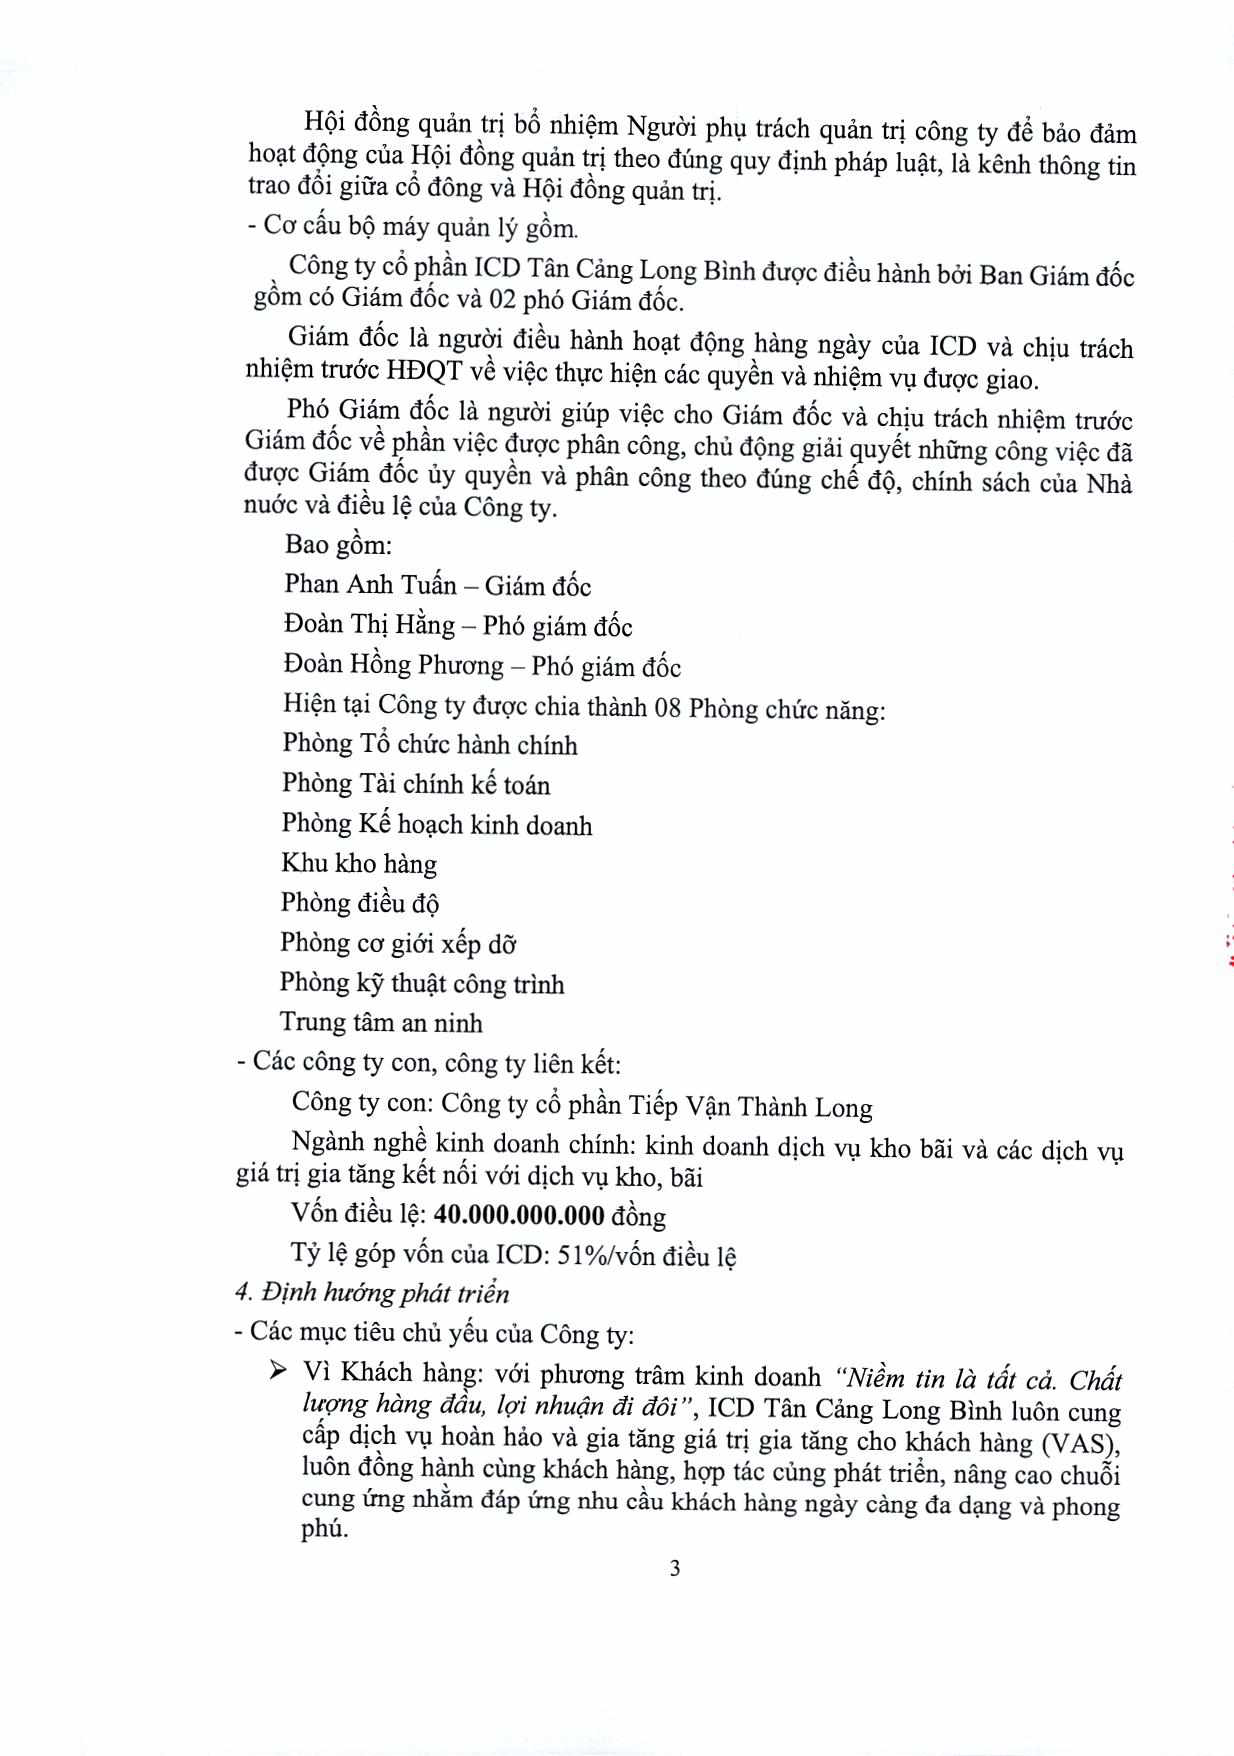 Hội đồng quản trị bổ nhiệm Người phụ trách quản trị công ty để bảo đảm
hoạt động của Hội đồng quản trị theo đúng quy định pháp luật, là kênh thông tin
trao đổi giữa cổ đông và Hội đồng quản trị.
- Cơ cấu bộ máy quản lý gồm.
Công ty cổ phần ICD Tân Cảng Long Bình được điều hành bởi Ban Giám đốc
gồm có Giám đốc và 02 phó Giám đốc.
Giám đốc là người điều hành hoạt động hàng ngày của ICD và chịu trách
nhiệm trước HĐQT về việc thực hiện các quyền và nhiệm vụ được giao.
Phó Giám đốc là người giúp việc cho Giám đốc và chịu trách nhiệm trước
Giám đốc về phần việc được phân công, chủ động giải quyết những công việc đã
được Giám đốc ủy quyền và phân công theo đúng chế độ, chính sách của Nhà
nuớc và điều lệ của Công ty.
Bao gồm:
Phan Anh Tuấn – Giám đốc
Đoàn Thị Hằng – Phó giám đốc
Đoàn Hồng Phương – Phó giám đốc
Hiện tại Công ty được chia thành 08 Phòng chức năng:
Phòng Tổ chức hành chính
Phòng Tài chính kế toán
Phòng Kế hoạch kinh doanh
Khu kho hàng
Phòng điều độ
Phòng cơ giới xếp dỡ
Phòng kỹ thuật công trình
Trung tâm an ninh
- Các công ty con, công ty liên kết:
Công ty con: Công ty cổ phần Tiếp Vận Thành Long
Ngành nghề kinh doanh chính: kinh doanh dịch vụ kho bãi và các dịch vụ
giá trị gia tăng kết nối với dịch vụ kho, bãi
Vốn điều lệ: 40.000.000.000 đồng
Tỷ lệ góp vốn của ICD: 51%/vốn điều lệ
4. Định hướng phát triển
- Các mục tiêu chủ yếu của Công ty:
➢ Vì Khách hàng: với phương trâm kinh doanh “Niềm tin là tất cả. Chất
lượng hàng đầu, lợi nhuận đi đôi”, ICD Tân Cảng Long Bình luôn cung
cấp dịch vụ hoàn hảo và gia tăng giá trị gia tăng cho khách hàng (VAS),
luôn đồng hành cùng khách hàng, hợp tác củng phát triển, nâng cao chuỗi
cung ứng nhằm đáp ứng nhu cầu khách hàng ngày càng đa dạng và phong
phú.
3